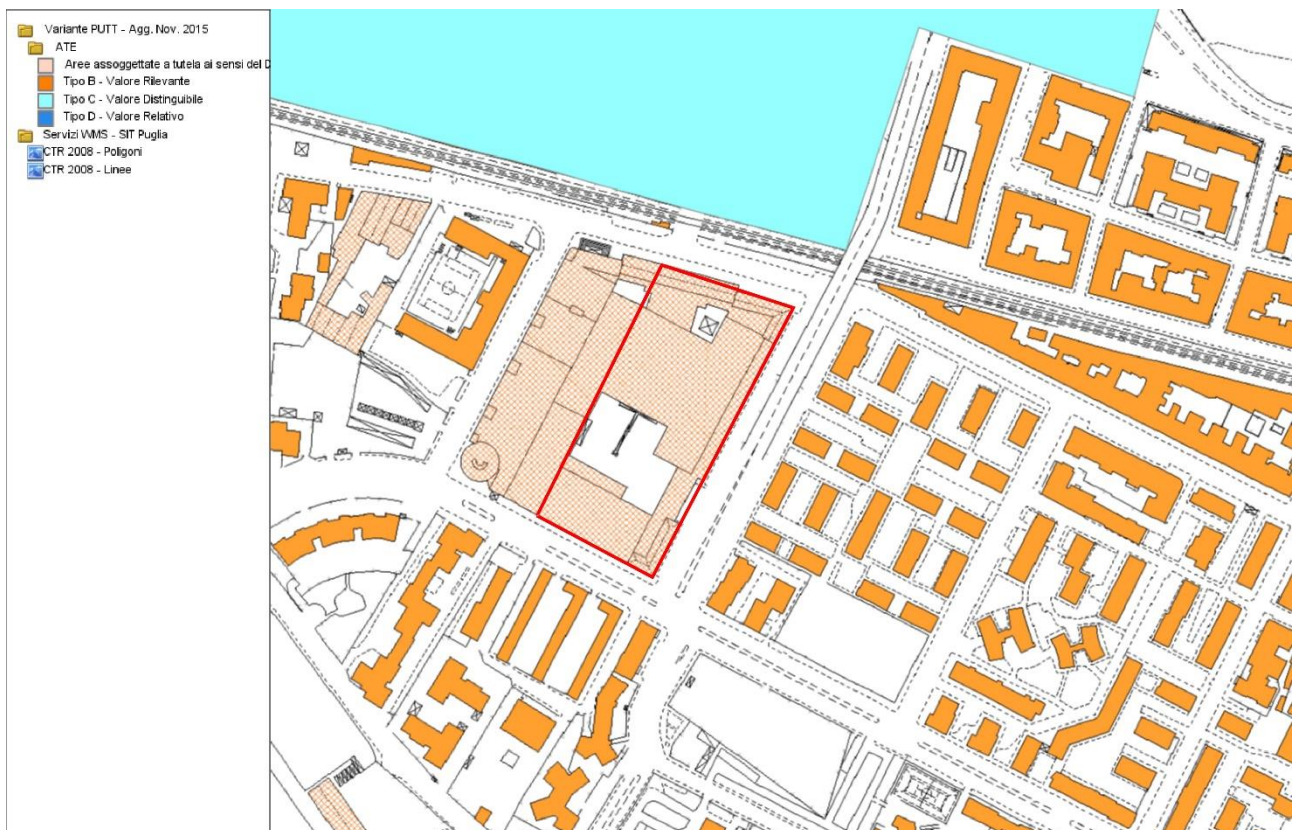 Variante PUTT - Agg. Nov. 2015
ATE
Aree assoggettate a tutela ai sensi del D
Tipo B - Valore Rilevante
Tipo C - Valore Distinguibile
Tipo D - Valore Relativo
Servizi WMS - SIT Puglia
CTR 2008 - Poligoni
CTR 2008 - Linee